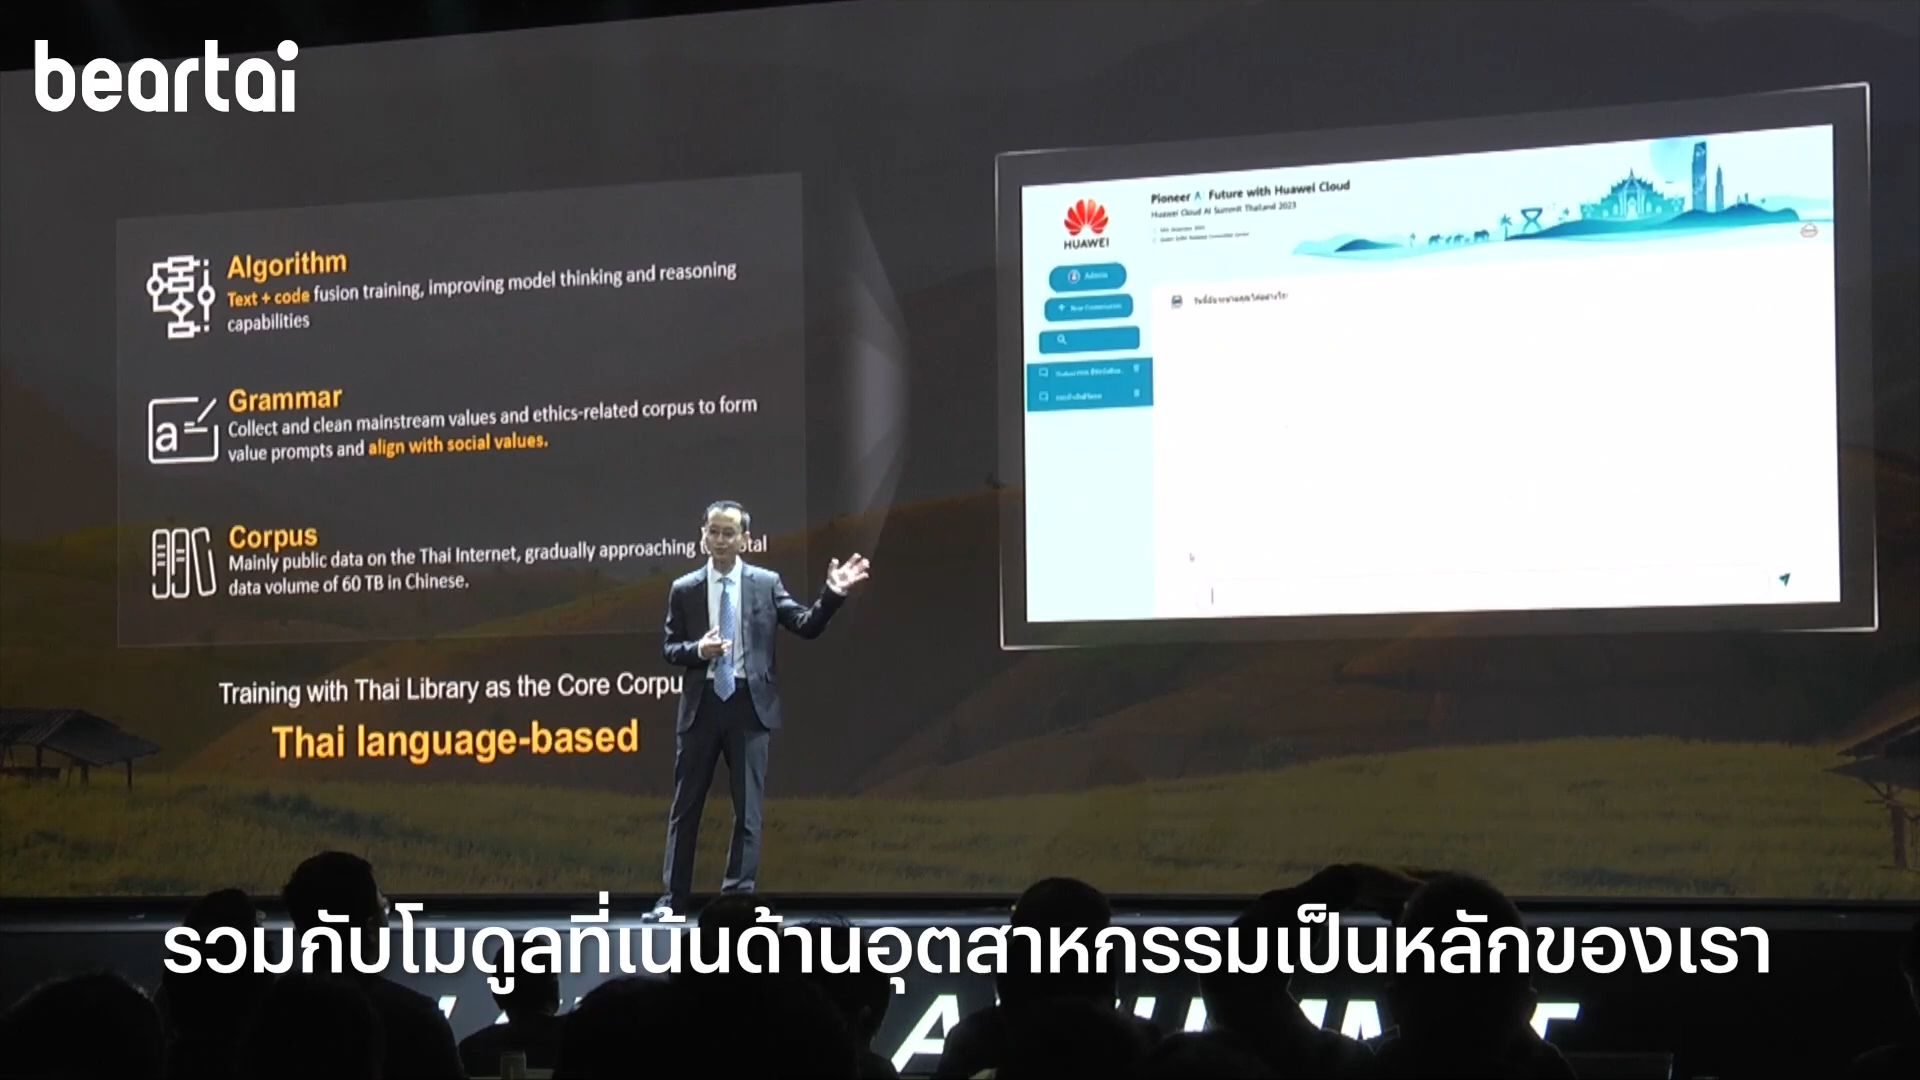 beartai
Algorithm
Text + code fusion training, improving model thinking and reasoning
capabilities
Grammar
Collect and clean mainstream values and ethics-related corpus to form
value prompts and align with social values.
Corpus
Mainly public data on the Thai Internet, gradually approaching
data volume of 60 TB in Chinese.
Training with Thai Library as the Core Corpu
Thai language-based
HUAWEI
Pioneer A Future with Huawei Cloud
Huawei Cloud AI Summit Thailand 2023
Admin
New Conversation
รวมกับโมดูลที่เน้นด้านอุตสาหกรรมเป็นหลักของเรา